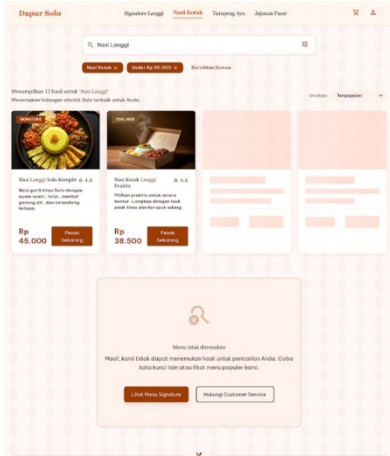 Dapur Solo
Signature Langgi Nasi Kotak Tumpeng Ayu Jajanan Pasar
Nasi Langgi
Nasi Kotak × Under Rp 50.000 × Bersihkan Semua
Menampilkan 12 hasil untuk 'Nasi Langgi'
Menemukan hidangan otentik Solo terbaik untuk Anda.
Urutkan: Terpopuler
SIGNATURE
TERLARIS
Nasi Langgi Solo Komplit 4.9
Nasi gurih khas Solo dengan
ayam suwir, telur, sambal
goreng ati, dan serundeng
kelapa.
Rp
45.000
Pesan
Sekarang
Nasi Kotak Langgi
Praktis
4.8
Pilihan praktis untuk acara
kantor. Lengkap dengan lauk
pauk khas dan kerupuk udang.
Rp
38.500
Pesan
Sekarang
Menu tidak ditemukan
Maaf, kami tidak dapat menemukan hasil untuk pencarian Anda. Coba
kata kunci lain atau lihat menu populer kami.
Lihat Menu Signature
Hubungi Customer Service